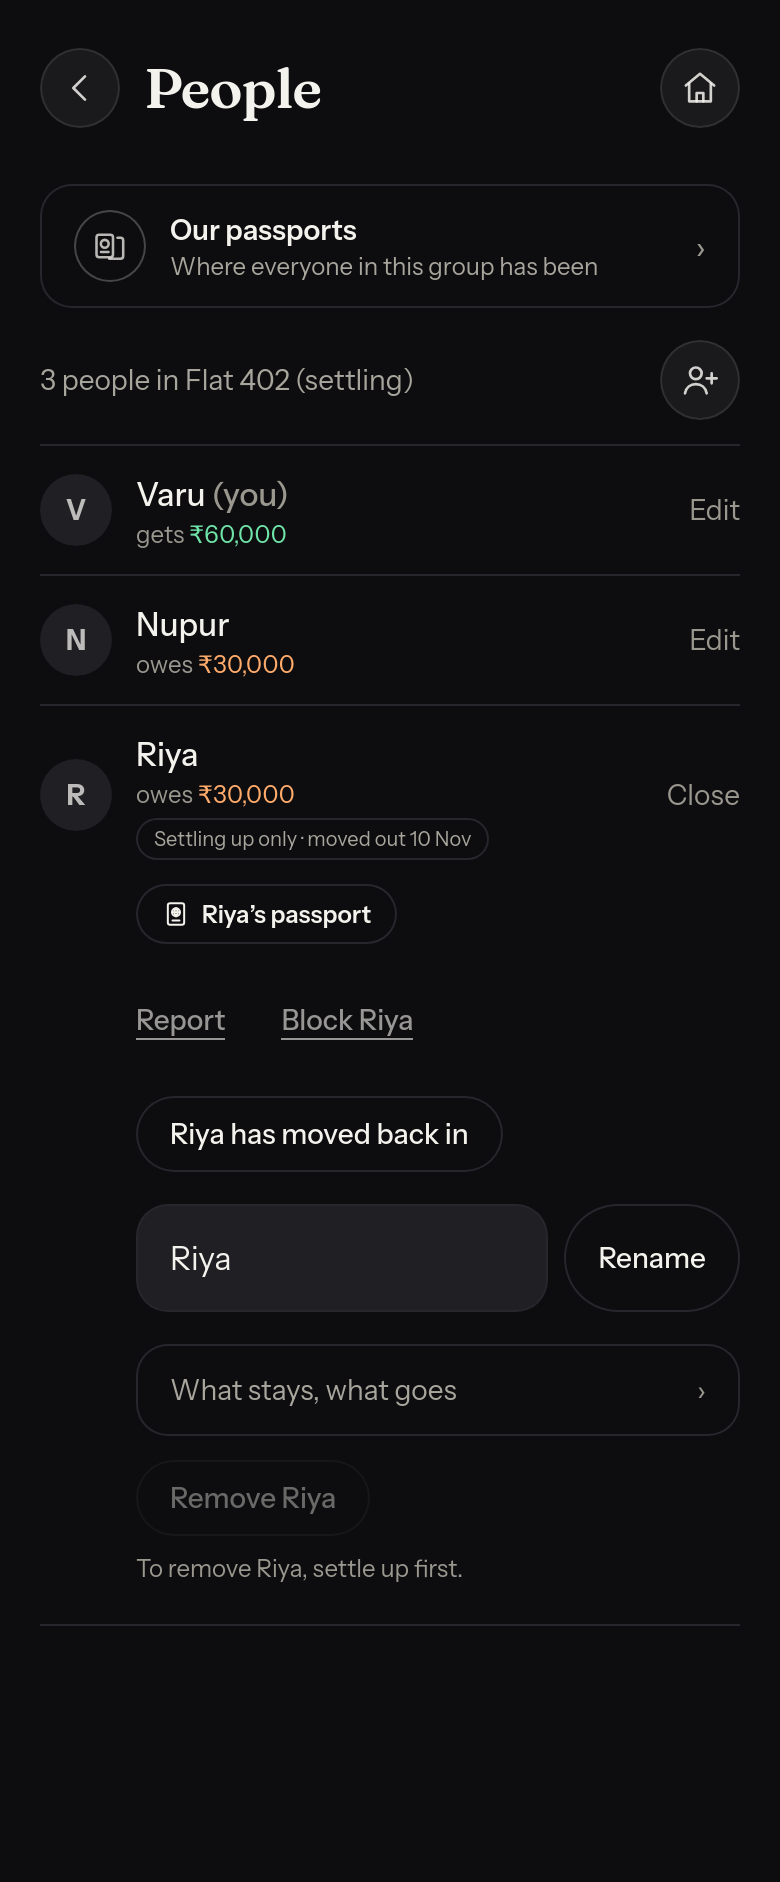 People
Our passports
Where everyone in this group has been
3 people in Flat 402 (settling)
V
Varu (you)
gets ₹60,000
Edit
N
Nupur
owes ₹30,000
Edit
R
Riya
owes ₹30,000
Settling up only · moved out 10 Nov
Close
Riya’s passport
Report
Block Riya
Riya has moved back in
Riya
Rename
What stays, what goes
Remove Riya
To remove Riya, settle up first.